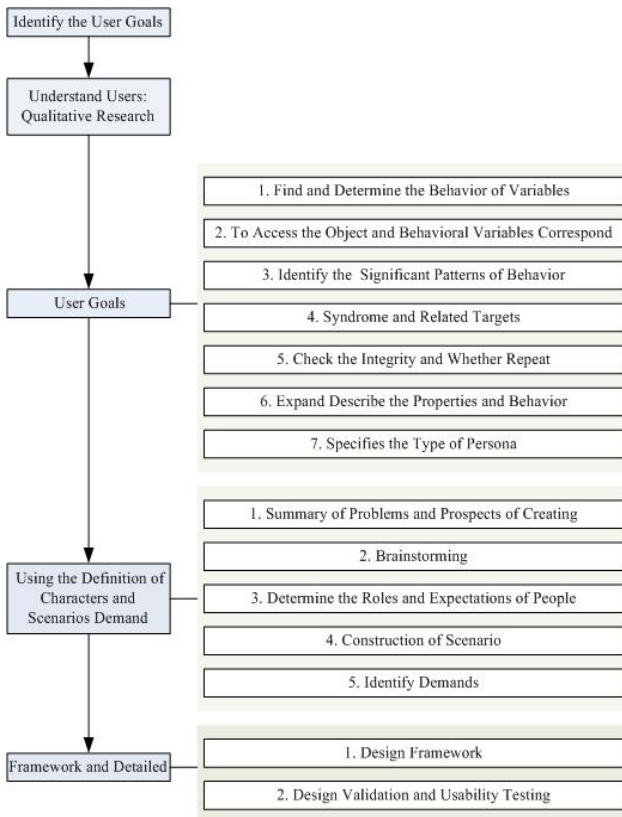 Identify the User Goals
Understand Users:
Qualitative Research
User Goals
1. Find and Determine the Behavior of Variables
2. To Access the Object and Behavioral Variables Correspond
3. Identify the Significant Patterns of Behavior
4. Syndrome and Related Targets
5. Check the Integrity and Whether Repeat
6. Expand Describe the Properties and Behavior
7. Specifies the Type of Persona
Using the Definition of
Characters and
Scenarios Demand
1. Summary of Problems and Prospects of Creating
2. Brainstorming
3. Determine the Roles and Expectations of People
4. Construction of Scenario
5. Identify Demands
Framework and Detailed
1. Design Framework
2. Design Validation and Usability Testing